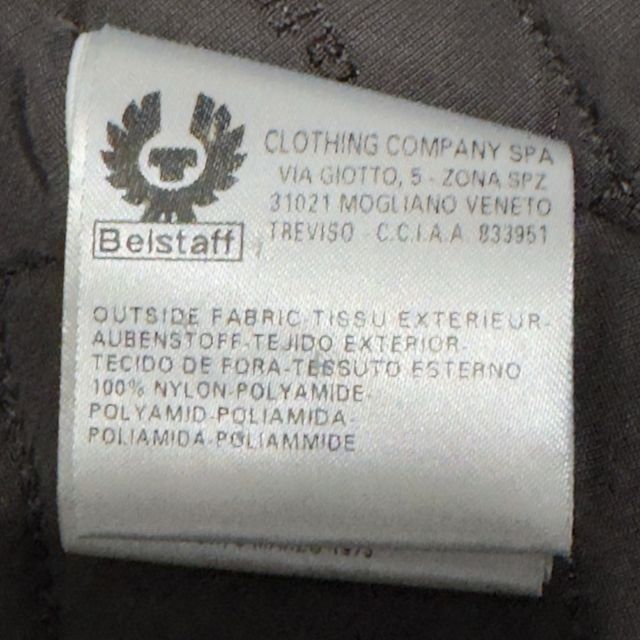 CLOTHING COMPANY SPA
VIA GIOTTO, 5 - ZONA SPZ
31021 MOGLIANO VENETO
TREVISO C.C.I.A.A. 833951
Belstaff
OUTSIDE FABRIC-TISSU EXTERIEUR-
AUBENSTOFF-TEJIDO EXTERIOR-
TECIDO DE FORA-TESSUTO ESTERNO
100% NYLON-POLYAMIDE-
POLYAMID-POLIAMIDA-
POLIAMIDA-POLIAMMIDE